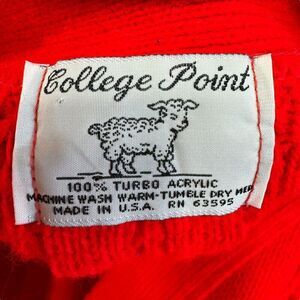 College Point
100% TURBO ACRYLIC
MACHINE WASH WARM-TUMBLE DRY MED
MADE IN U.S.A. RN 63595